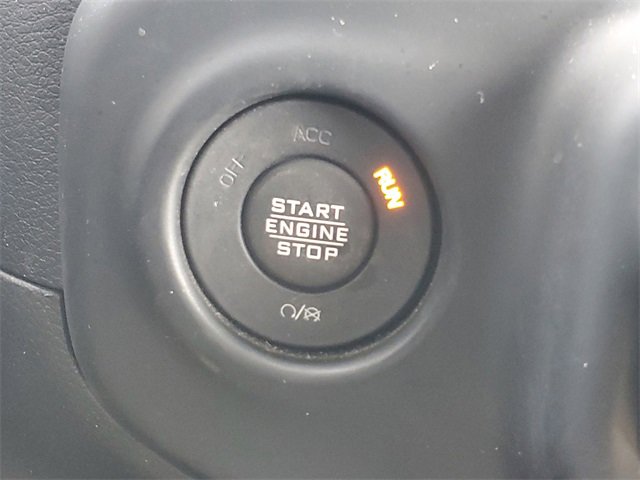 OFF
ACC
RUN
START
ENGINE
STOP